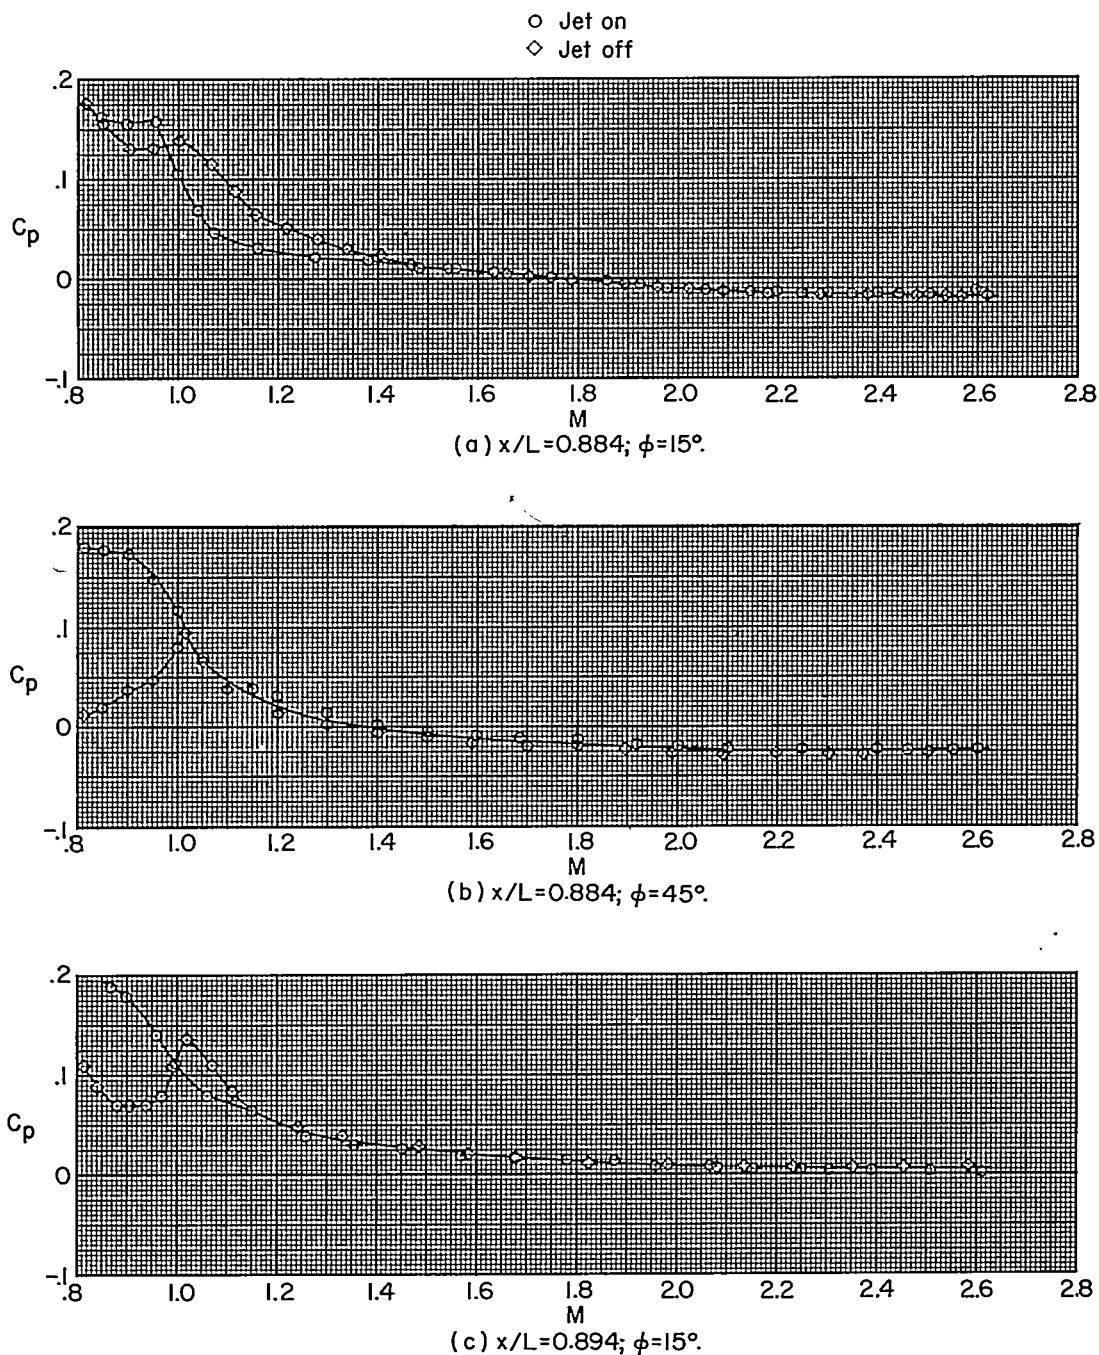 ○ Jet on
◇ Jet off
.2
.1
Cp
0
-.1
.8 1.0 1.2 1.4 1.6 1.8 2.0 2.2 2.4 2.6 2.8
M
(a) x/L=0.884; ϕ=15°.
.2
.1
Cp
0
-.1
.8 1.0 1.2 1.4 1.6 1.8 2.0 2.2 2.4 2.6 2.8
M
(b) x/L=0.884; ϕ=45°.
.2
.1
Cp
0
-.1
.8 1.0 1.2 1.4 1.6 1.8 2.0 2.2 2.4 2.6 2.8
M
(c) x/L=0.894; ϕ=15°.